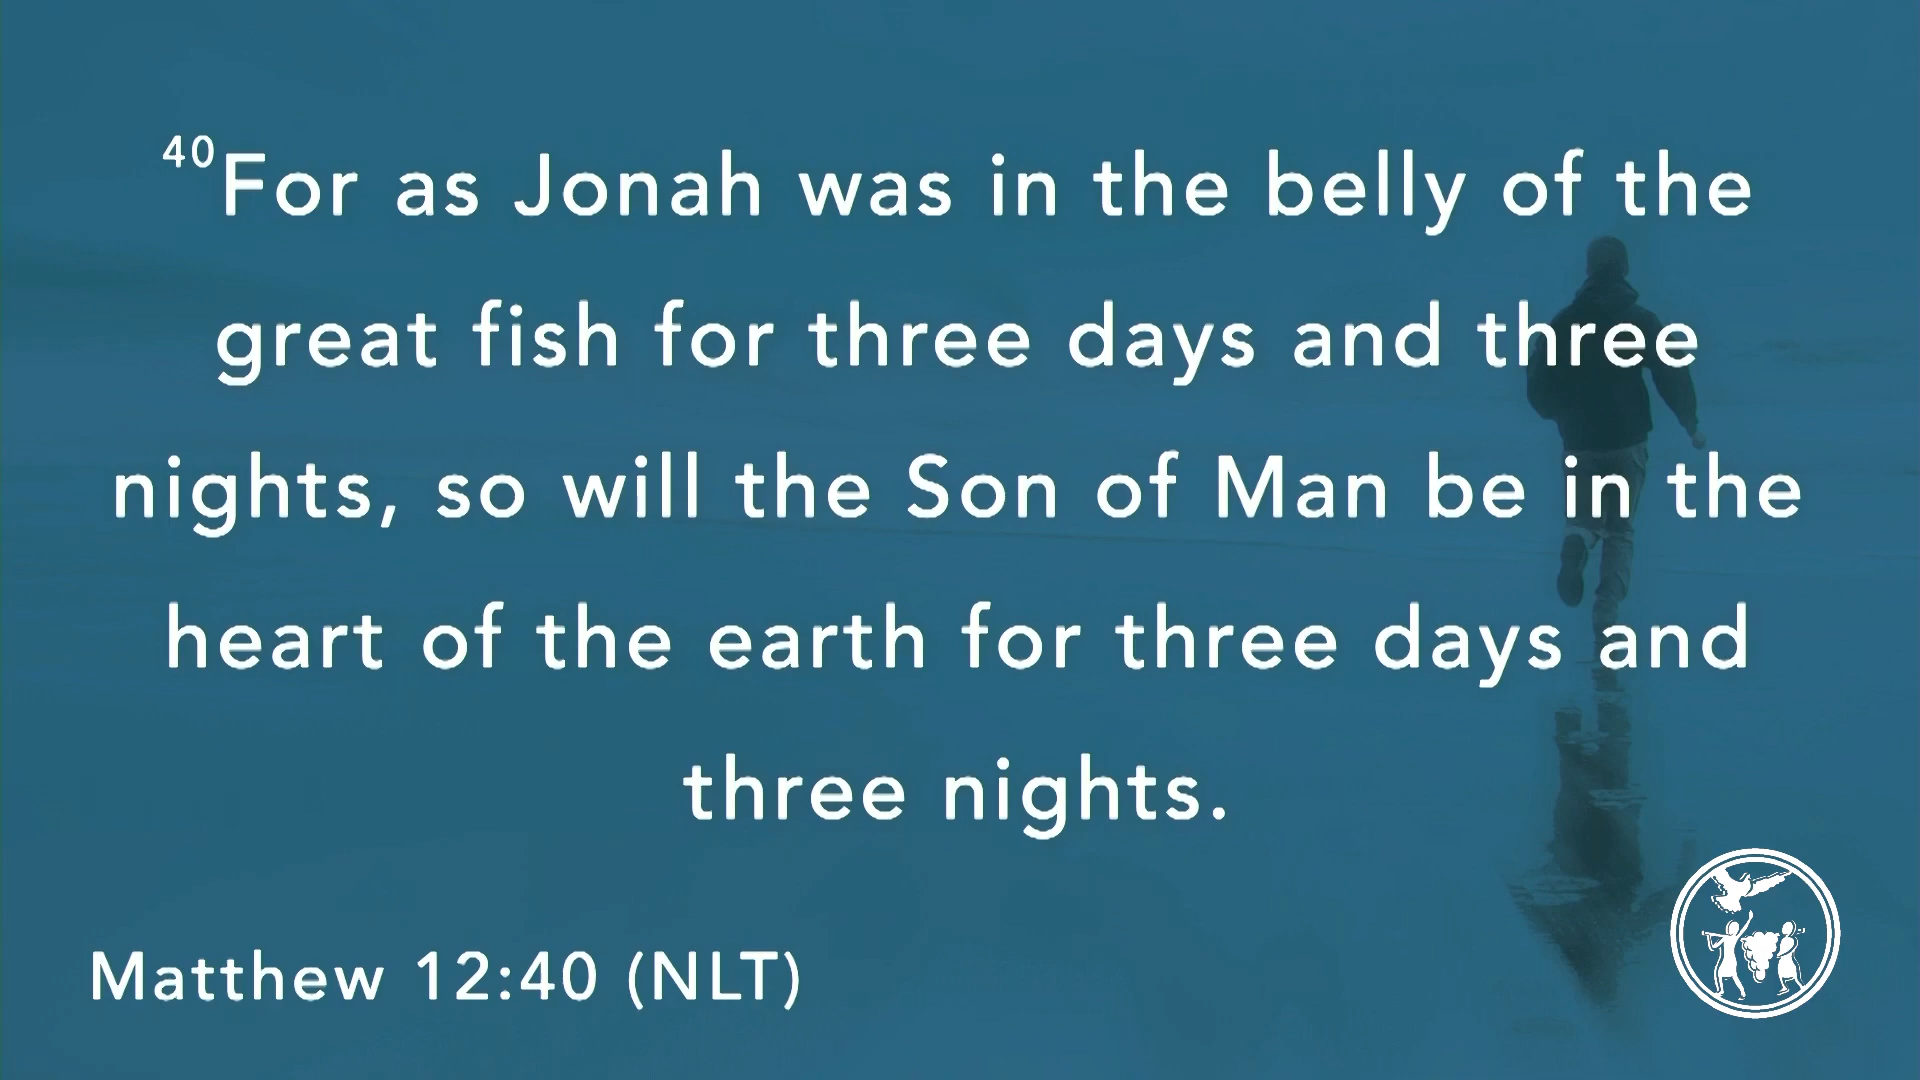 40For as Jonah was in the belly of the
great fish for three days and three
nights, so will the Son of Man be in the
heart of the earth for three days and
three nights.
Matthew 12:40 (NLT)